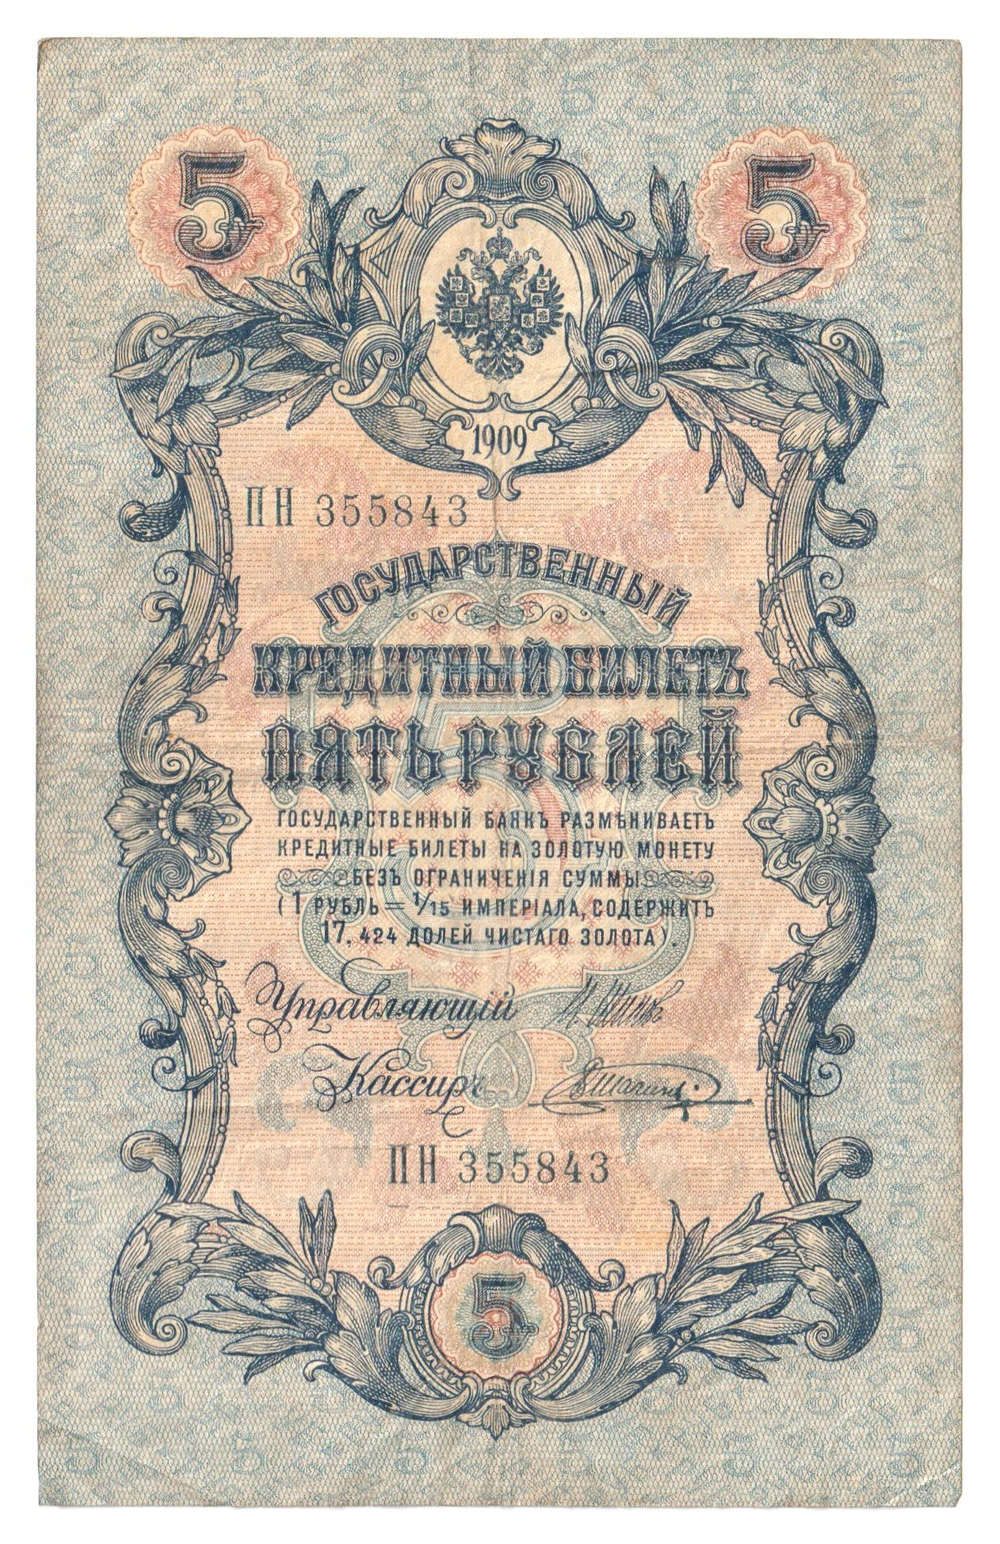 5 5
1909
ПН 355843
ГОСУДАРСТВЕННЫЙ
КРЕДИТНЫЙ БИЛЕТЪ
ПЯТЬ РУБЛЕЙ
ГОСУДАРСТВЕННЫЙ БАНКЪ РАЗМѢНИВАЕТЪ
КРЕДИТНЫЕ БИЛЕТЫ НА ЗОЛОТУЮ МОНЕТУ
БЕЗЪ ОГРАНИЧЕНІЯ СУММЫ
(1 РУБЛЬ = 1/15 ИМПЕРІАЛА, СОДЕРЖИТЪ
17, 424 ДОЛЕЙ ЧИСТАГО ЗОЛОТА).
Управляющій
Кассиръ
ПН 355843
5